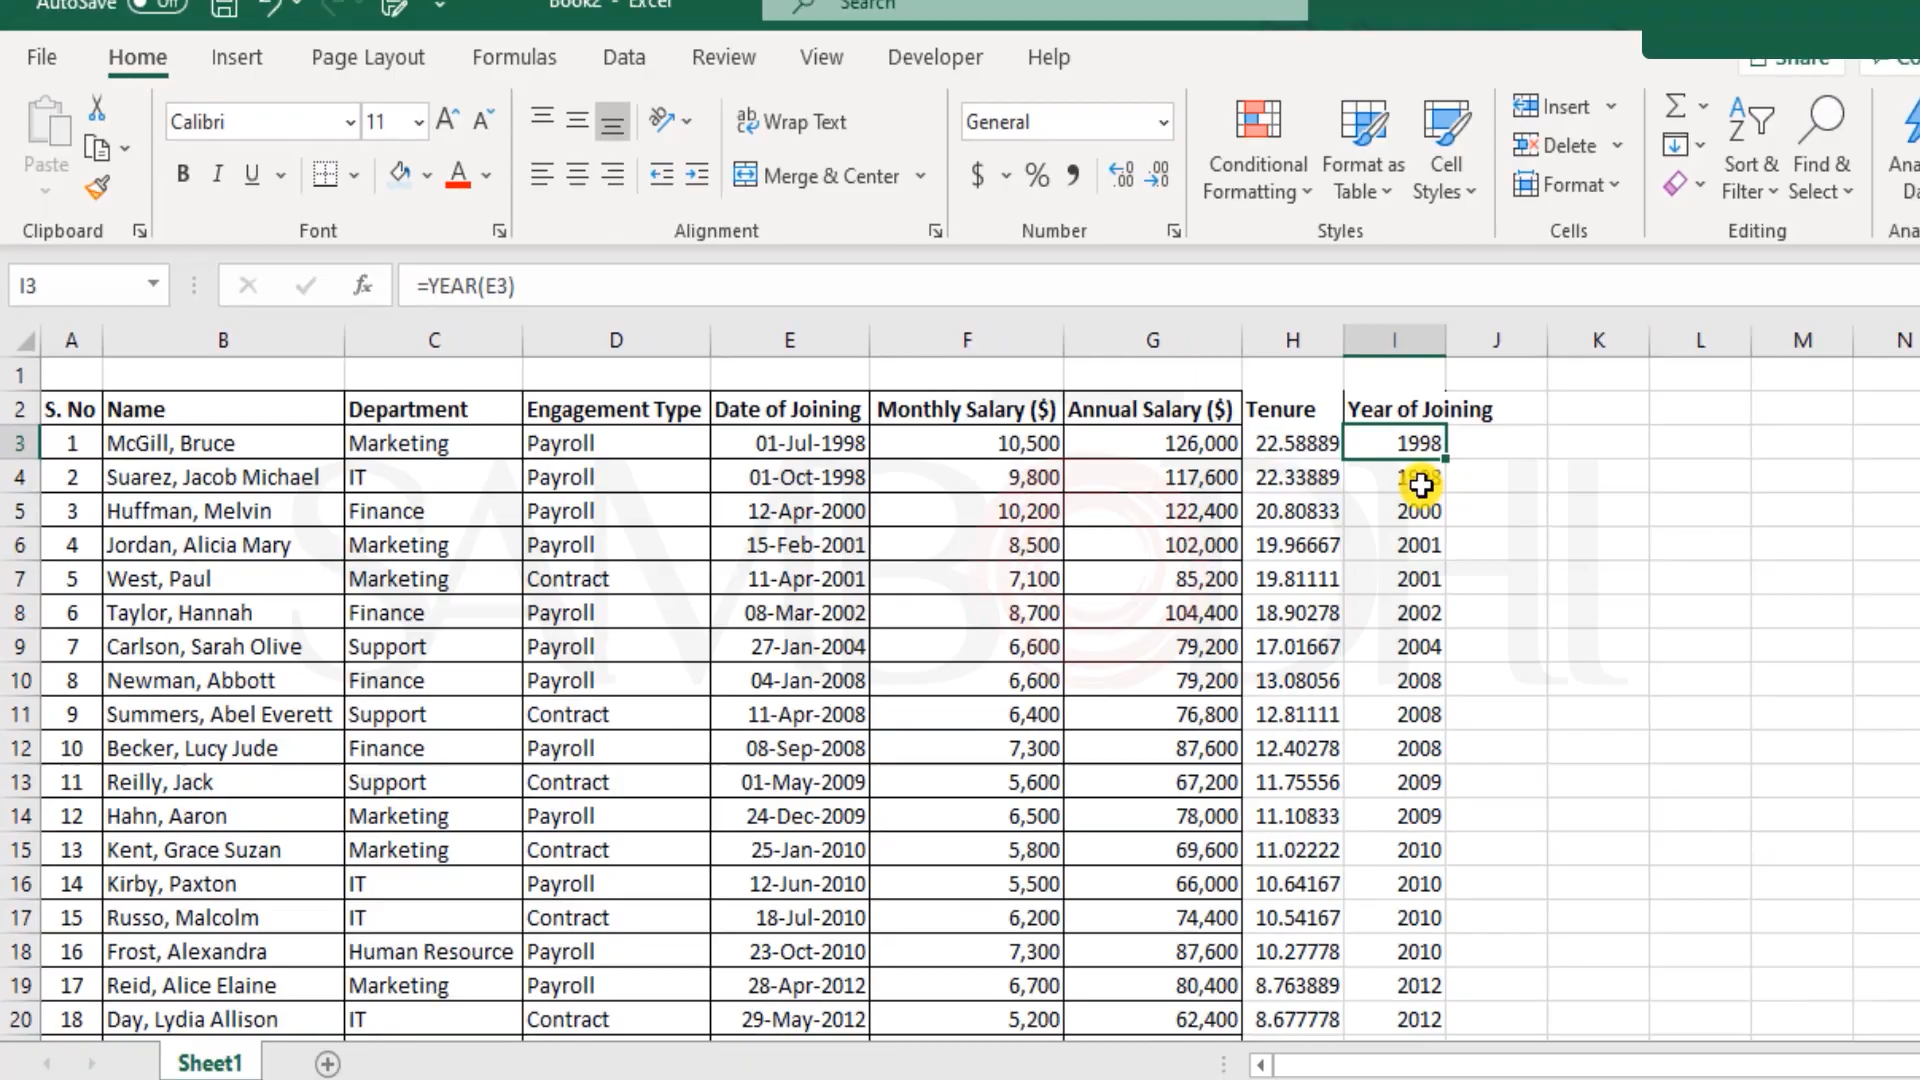 AutoSave Off Book2 - Excel Search
File Home Insert Page Layout Formulas Data Review View Developer Help Share
Paste
Calibri 11
B I U
Wrap Text
Merge & Center
General
$ % ,
Conditional Formatting
Format as Table
Cell Styles
Insert
Delete
Format
Sort & Filter
Find & Select
Clipboard Font Alignment Number Styles Cells Editing
I3 fx =YEAR(E3)
A B C D E F G H I J K L M N
1
2 S. No Name Department Engagement Type Date of Joining Monthly Salary ($) Annual Salary ($) Tenure Year of Joining
3 1 McGill, Bruce Marketing Payroll 01-Jul-1998 10,500 126,000 22.58889 1998
4 2 Suarez, Jacob Michael IT Payroll 01-Oct-1998 9,800 117,600 22.33889 1998
5 3 Huffman, Melvin Finance Payroll 12-Apr-2000 10,200 122,400 20.80833 2000
6 4 Jordan, Alicia Mary Marketing Payroll 15-Feb-2001 8,500 102,000 19.96667 2001
7 5 West, Paul Marketing Contract 11-Apr-2001 7,100 85,200 19.81111 2001
8 6 Taylor, Hannah Finance Payroll 08-Mar-2002 8,700 104,400 18.90278 2002
9 7 Carlson, Sarah Olive Support Payroll 27-Jan-2004 6,600 79,200 17.01667 2004
10 8 Newman, Abbott Finance Payroll 04-Jan-2008 6,600 79,200 13.08056 2008
11 9 Summers, Abel Everett Support Contract 11-Apr-2008 6,400 76,800 12.81111 2008
12 10 Becker, Lucy Jude Finance Payroll 08-Sep-2008 7,300 87,600 12.40278 2008
13 11 Reilly, Jack Support Contract 01-May-2009 5,600 67,200 11.75556 2009
14 12 Hahn, Aaron Marketing Payroll 24-Dec-2009 6,500 78,000 11.10833 2009
15 13 Kent, Grace Suzan Marketing Contract 25-Jan-2010 5,800 69,600 11.02222 2010
16 14 Kirby, Paxton IT Payroll 12-Jun-2010 5,500 66,000 10.64167 2010
17 15 Russo, Malcolm IT Contract 18-Jul-2010 6,200 74,400 10.54167 2010
18 16 Frost, Alexandra Human Resource Payroll 23-Oct-2010 7,300 87,600 10.27778 2010
19 17 Reid, Alice Elaine Marketing Payroll 28-Apr-2012 6,700 80,400 8.763889 2012
20 18 Day, Lydia Allison IT Contract 29-May-2012 5,200 62,400 8.677778 2012
SAMBODHI
Sheet1